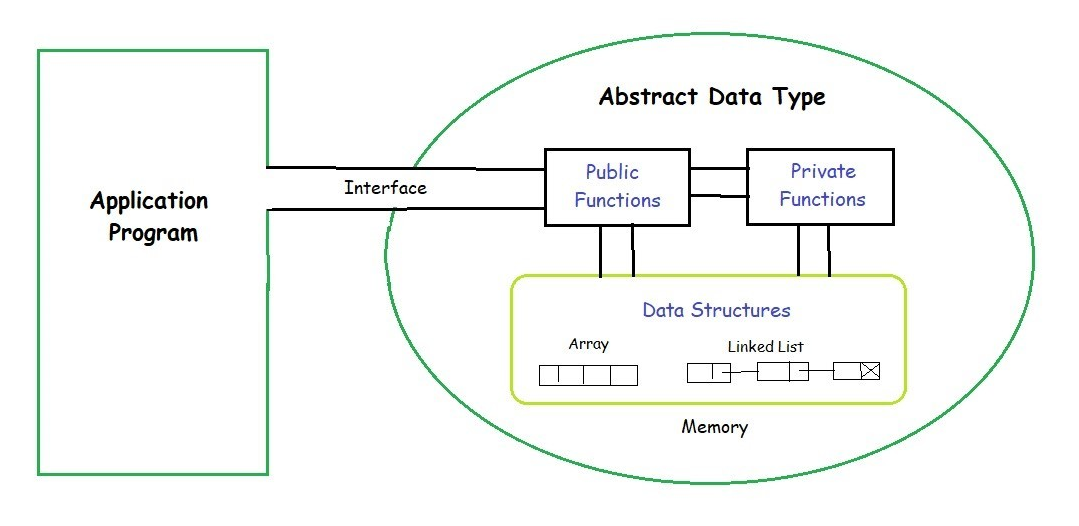 Abstract Data Type
Application
Program
Interface
Public
Functions
Private
Functions
Data Structures
Array
Linked List
Memory